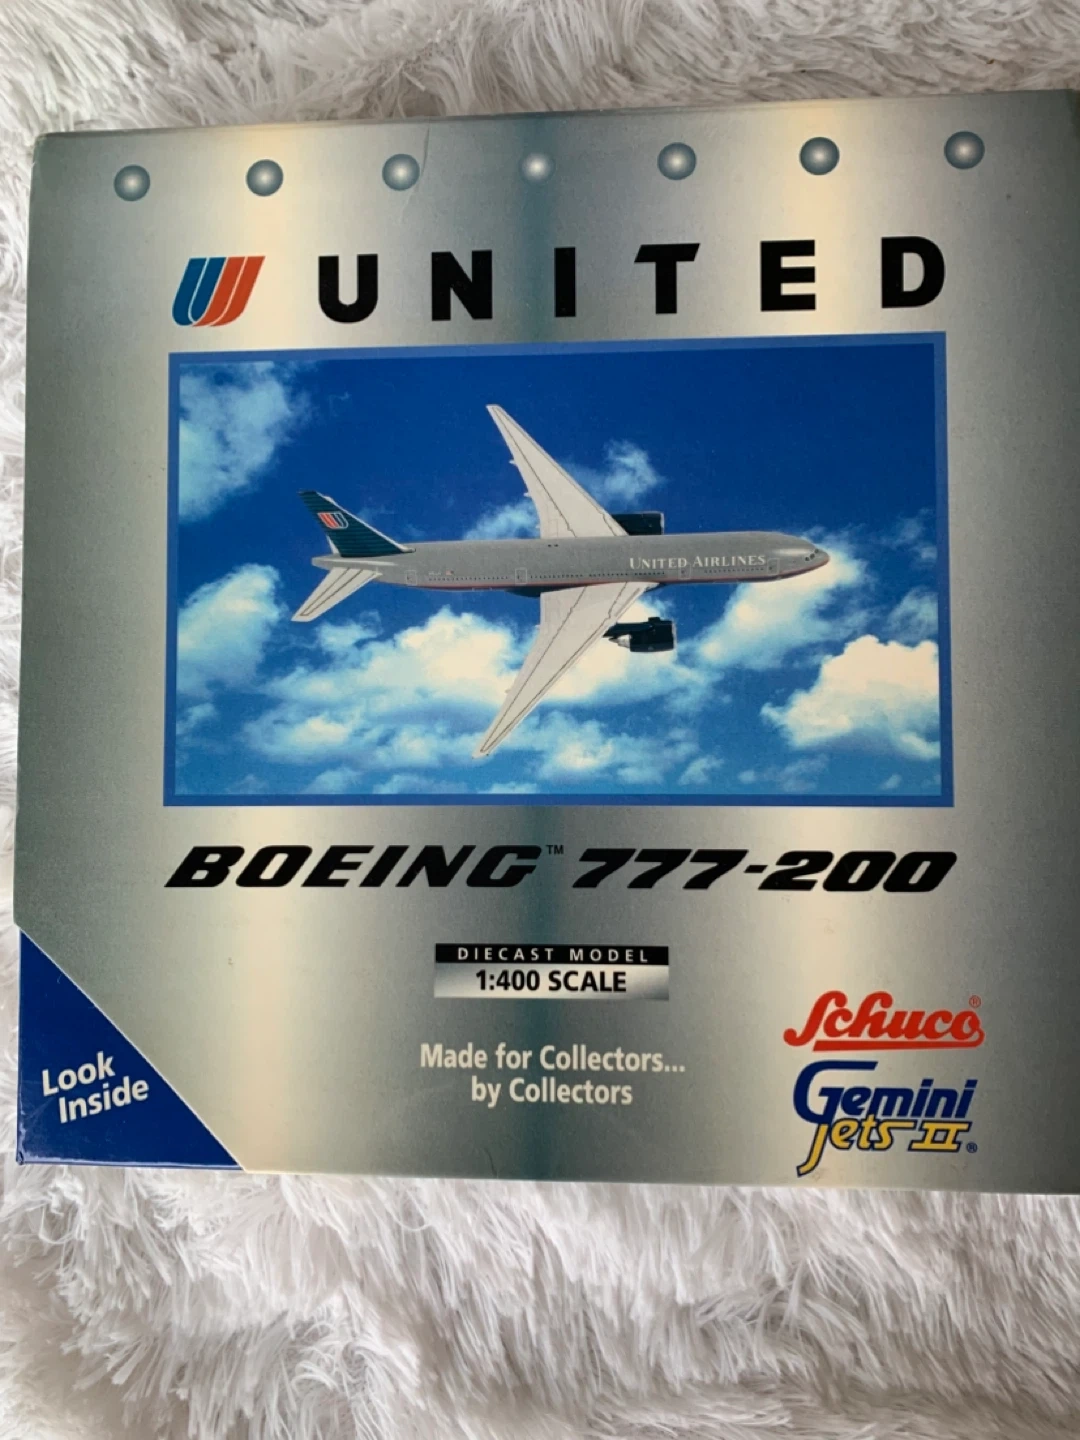 UNITED
UNITED AIRLINES
BOEING™ 777-200
DIECAST MODEL
1:400 SCALE
Made for Collectors...
by Collectors
Look
Inside
Schuco®
Gemini
Jets II®